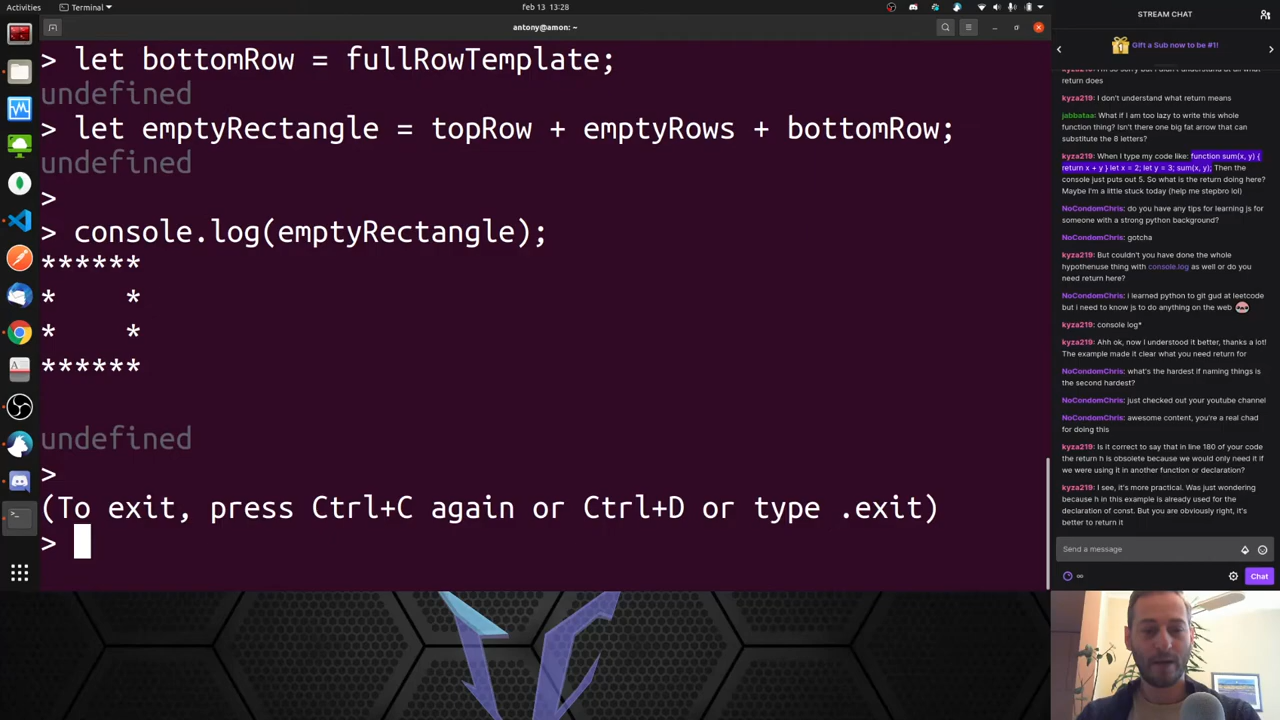 Activities
Terminal
feb 13 13:28
antony@amon: ~
> let bottomRow = fullRowTemplate;
undefined
> let emptyRectangle = topRow + emptyRows + bottomRow;
undefined
>
> console.log(emptyRectangle);
******
*    *
*    *
******
undefined
>
(To exit, press Ctrl+C again or Ctrl+D or type .exit)
>
STREAM CHAT
Gift a Sub now to be #1!
return does
kyza219: I don't understand what return means
jabbataa: What if I am too lazy to write this whole
function thing? Isn't there one big fat arrow that can
substitute the 8 letters?
kyza219: When I type my code like: function sum(x, y) {
return x + y } let x = 2; let y = 3; sum(x, y); Then the
console just puts out 5. So what is the return doing here?
Maybe I'm a little stuck today (help me stepbro lol)
NoCondomChris: do you have any tips for learning js for
someone with a strong python background?
NoCondomChris: gotcha
kyza219: But couldn't you have done the whole
hypothenuse thing with console.log as well or do you
need return here?
NoCondomChris: i learned python to git gud at leetcode
but i need to know js to do anything on the web
kyza219: console log*
kyza219: Ahh ok, now I understood it better, thanks a lot!
The example made it clear what you need return for
NoCondomChris: what's the hardest if naming things is
the second hardest?
NoCondomChris: just checked out your youtube channel
NoCondomChris: awesome content, you're a real chad
for doing this
kyza219: Is it correct to say that in line 180 of your code
the return h is obsolete because we would only need it if
we were using it in another function or declaration?
kyza219: I see, it's more practical. Was just wondering
because h in this example is already used for the
declaration of const. But you are obviously right, it's
better to return it
Send a message
Chat